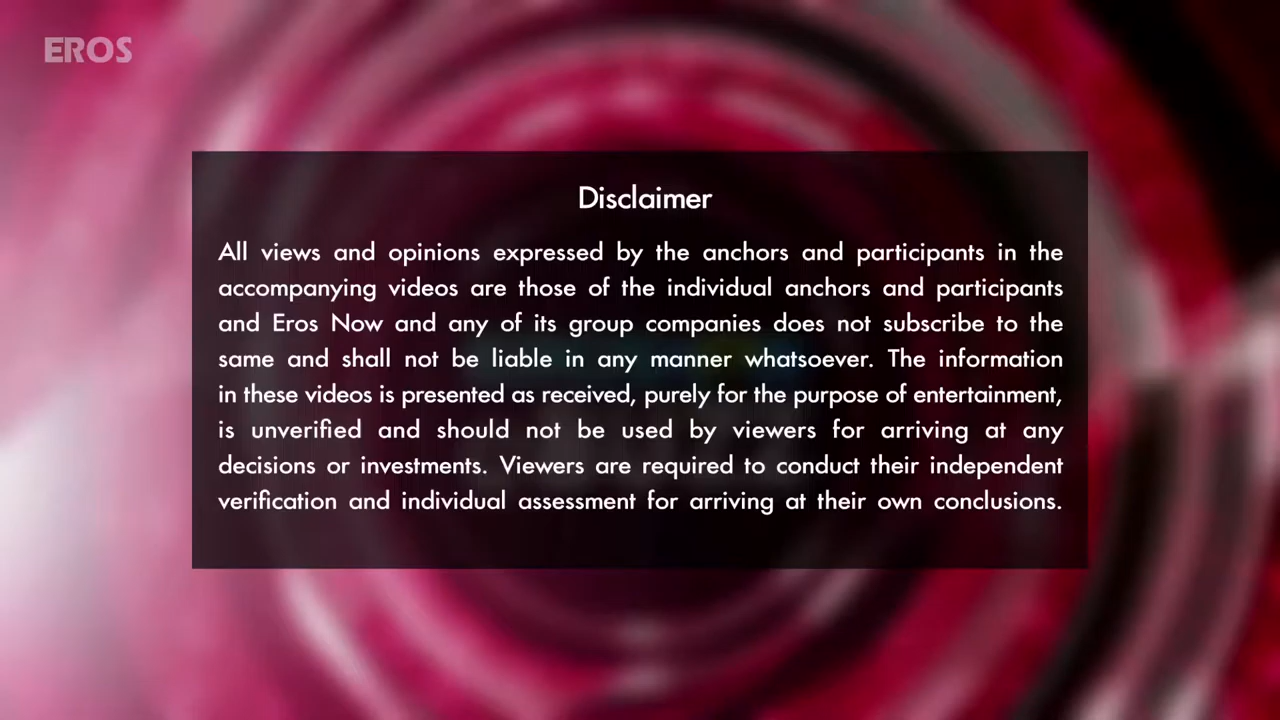 EROS
Disclaimer
All views and opinions expressed by the anchors and participants in the
accompanying videos are those of the individual anchors and participants
and Eros Now and any of its group companies does not subscribe to the
same and shall not be liable in any manner whatsoever. The information
in these videos is presented as received, purely for the purpose of entertainment,
is unverified and should not be used by viewers for arriving at any
decisions or investments. Viewers are required to conduct their independent
verification and individual assessment for arriving at their own conclusions.